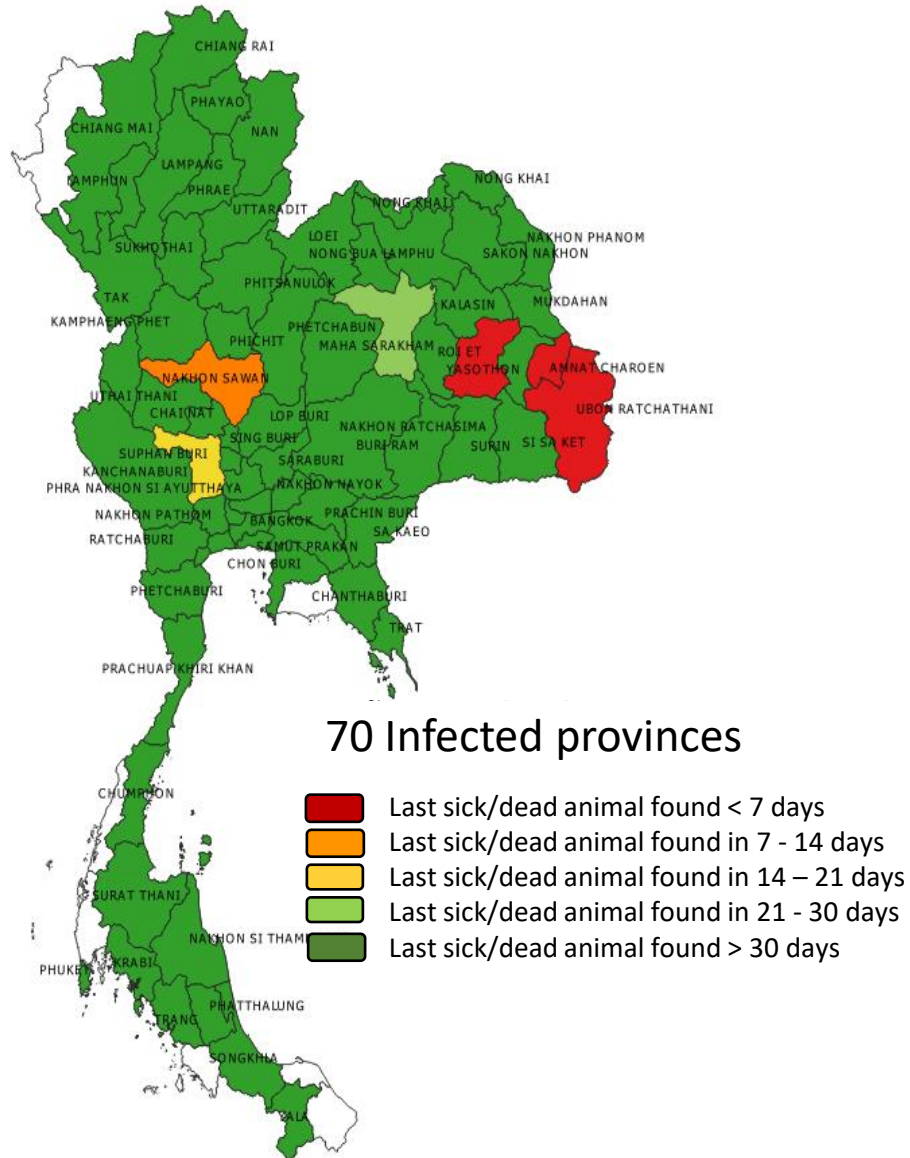 CHIANG RAI
PHAYAO
CHIANG MAI
NAN
LAMPANG
LAMPHUN
PHRAE
NONG KHAI
UTTARADIT
NONG KHAI
LOEI
SUKHOTHAI
NAKHON PHANOM
NONG BUA LAMPHU
SAKON NAKHON
PHITSANULOK
TAK
KALASIN
MUKDAHAN
KAMPHAENG PHET
PHETCHABUN
PHICHIT
MAHA SARAKHAM
ROI ET
YASOTHON
AMNAT CHAROEN
NAKHON SAWAN
UTHAI THANI
UBON RATCHATHANI
CHAI NAT
LOP BURI
NAKHON RATCHASIMA
SING BURI
BURI RAM
SURIN
SI SA KET
SUPHAN BURI
SARABURI
KANCHANABURI
NAKHON NAYOK
PHRA NAKHON SI AYUTTHAYA
NAKHON PATHOM
PRACHIN BURI
BANGKOK
SA KAEO
RATCHABURI
SAMUT PRAKAN
CHON BURI
PHETCHABURI
CHANTHABURI
TRAT
PRACHUAP KHIRI KHAN
70 Infected provinces
CHUMPHON
Last sick/dead animal found < 7 days
Last sick/dead animal found in 7 - 14 days
Last sick/dead animal found in 14 – 21 days
Last sick/dead animal found in 21 - 30 days
Last sick/dead animal found > 30 days
SURAT THANI
NAKHON SI THAM
KRABI
PHUKET
PHATTHALUNG
TRANG
SONGKHLA
YALA